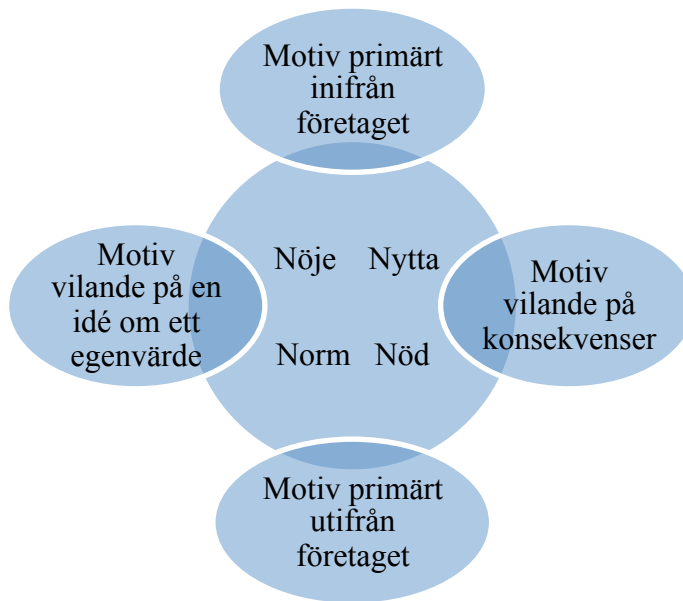 Motiv primärt
inifrån
företaget
Motiv
vilande på en
idé om ett
egenvärde
Nöje Nytta
Norm Nöd
Motiv
vilande på
konsekvenser
Motiv primärt
utifrån
företaget